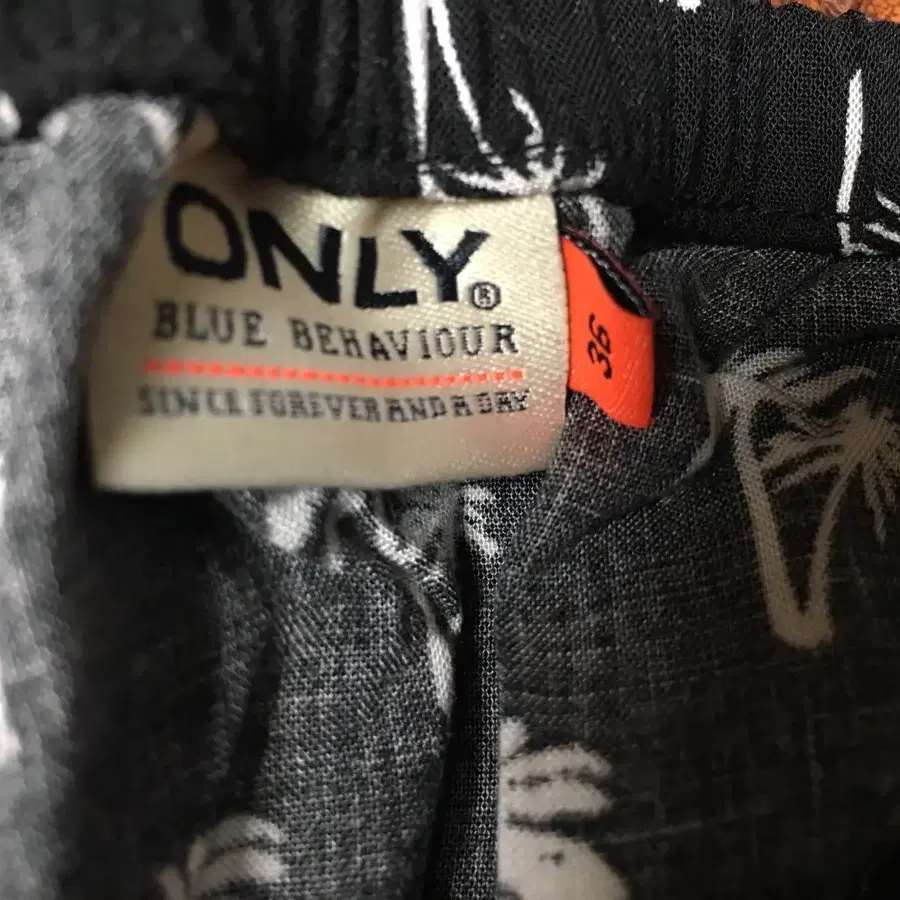 ONLY®
BLUE BEHAVIOUR
SINCE FOREVER AND A DAY
36